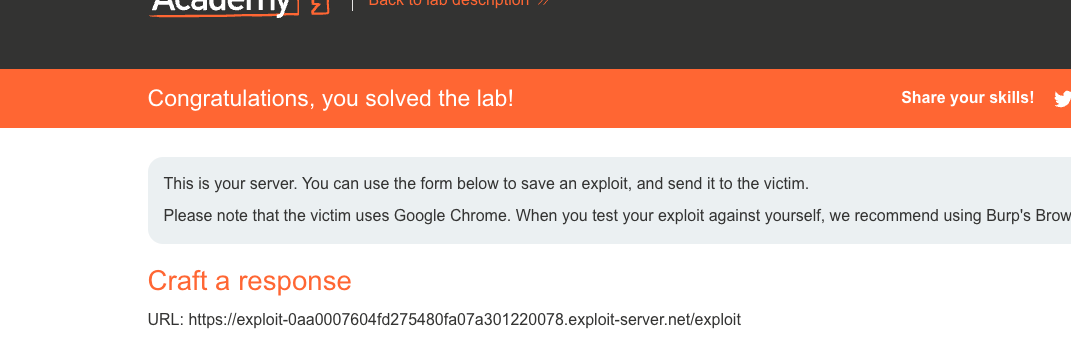 Academy
Back to lab description
Congratulations, you solved the lab!
Share your skills!
This is your server. You can use the form below to save an exploit, and send it to the victim.
Please note that the victim uses Google Chrome. When you test your exploit against yourself, we recommend using Burp's Brow
Craft a response
URL: https://exploit-0aa0007604fd275480fa07a301220078.exploit-server.net/exploit